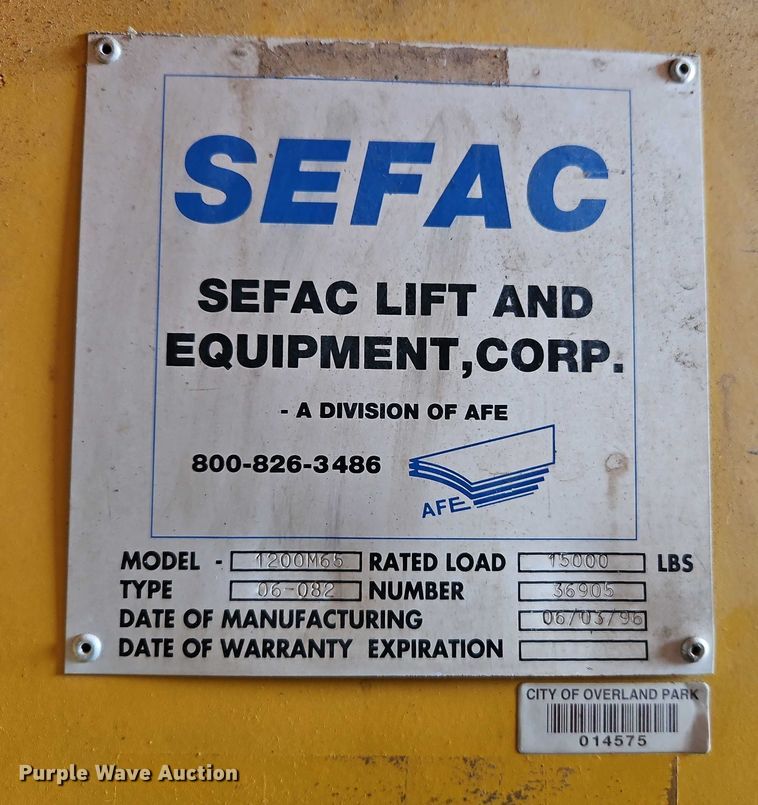 SEFAC
SEFAC LIFT AND
EQUIPMENT, CORP.
- A DIVISION OF AFE
800-826-3486
AFE
MODEL - 1200M65 RATED LOAD 15000 LBS
TYPE 06-082 NUMBER 36905
DATE OF MANUFACTURING 06/03/96
DATE OF WARRANTY EXPIRATION
CITY OF OVERLAND PARK
014575
Purple Wave Auction